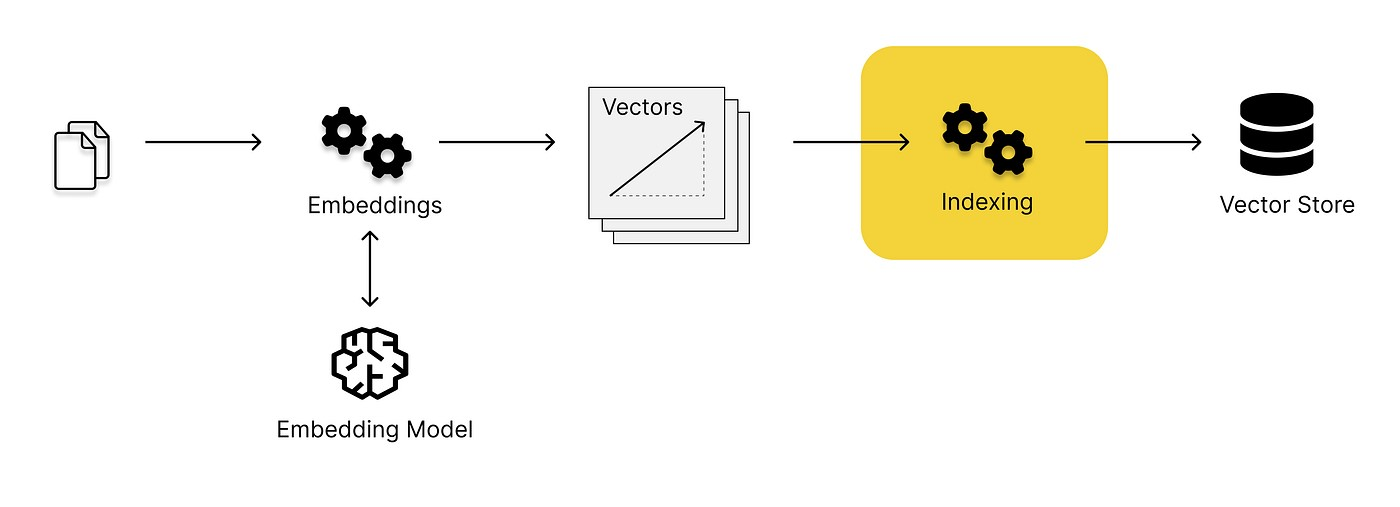 Vectors
Embeddings
Indexing
Vector Store
Embedding Model